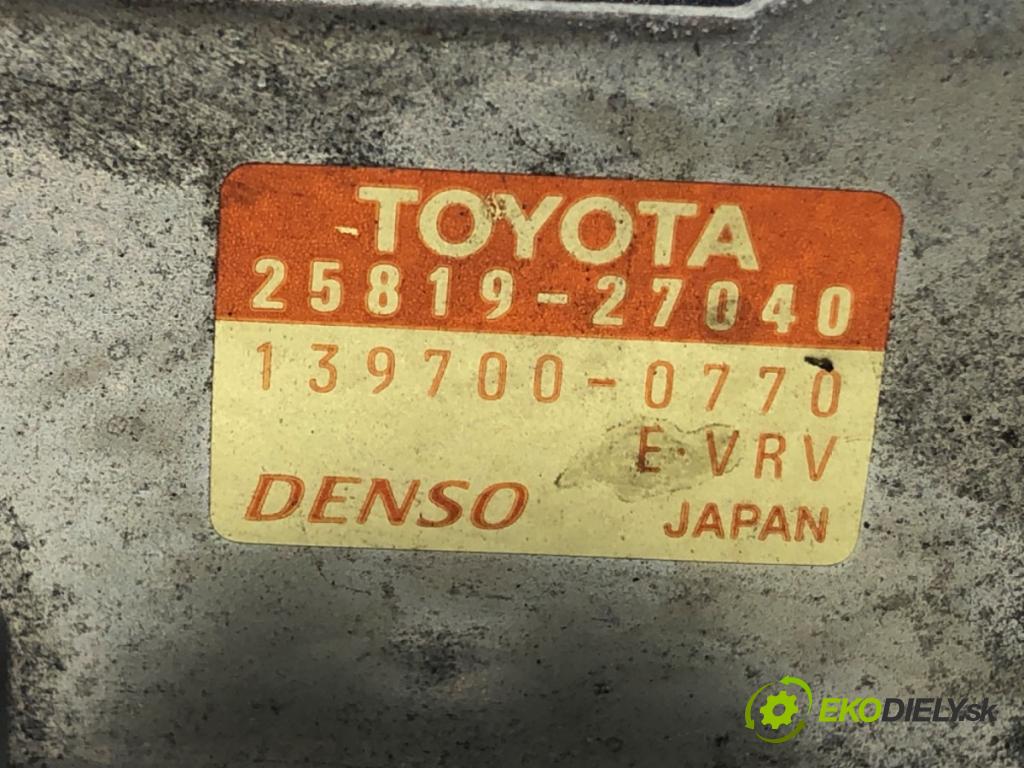 TOYOTA
25819-27040
139700-0770
E·VRV
DENSO JAPAN
EKODIELY.sk